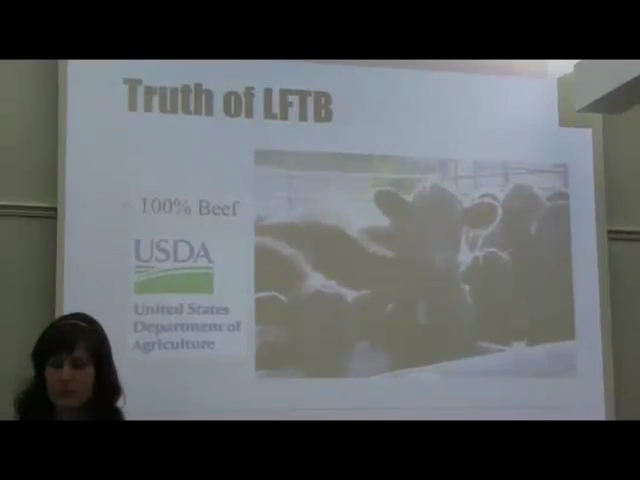 Truth of LFTB
100% Beef
USDA
United States
Department of
Agriculture